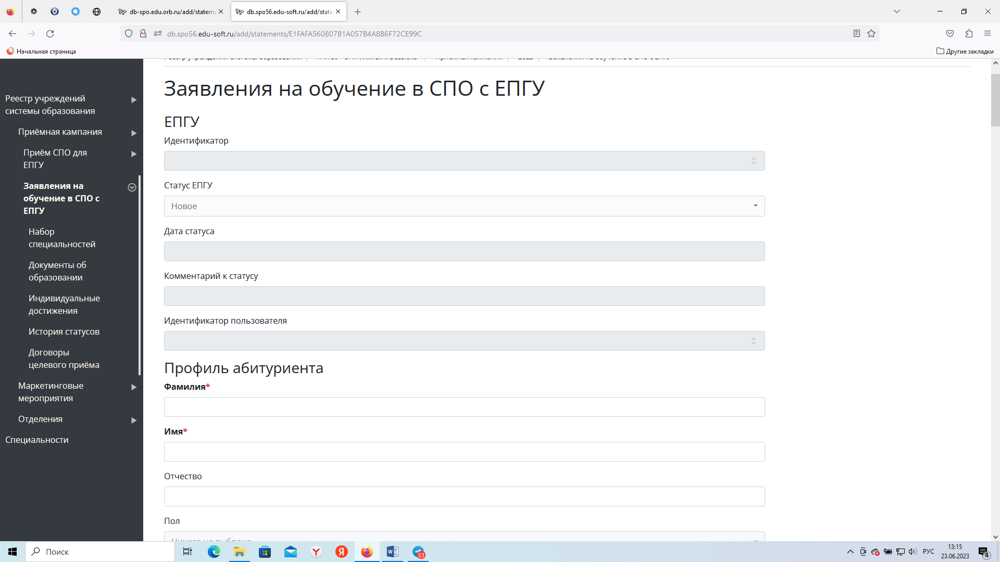 db-spo.edu.orb.ru/add/stateme
db.spo56.edu-soft.ru/add/state
db.spo56.edu-soft.ru/add/statements/E1FAFA560807B1A057B4A8B6F72CE99C
Начальная страница
Другие закладки
Реестр учреждений
системы образования
Приёмная кампания
Приём СПО для
ЕПГУ
Заявления на
обучение в СПО с
ЕПГУ
Набор
специальностей
Документы об
образовании
Индивидуальные
достижения
История статусов
Договоры
целевого приёма
Маркетинговые
мероприятия
Отделения
Специальности
Заявления на обучение в СПО с ЕПГУ
ЕПГУ
Идентификатор
Статус ЕПГУ
Новое
Дата статуса
Комментарий к статусу
Идентификатор пользователя
Профиль абитуриента
Фамилия*
Имя*
Отчество
Пол
Ничего не выбрано
Поиск
63
РУС
13:15
23.06.2023
4